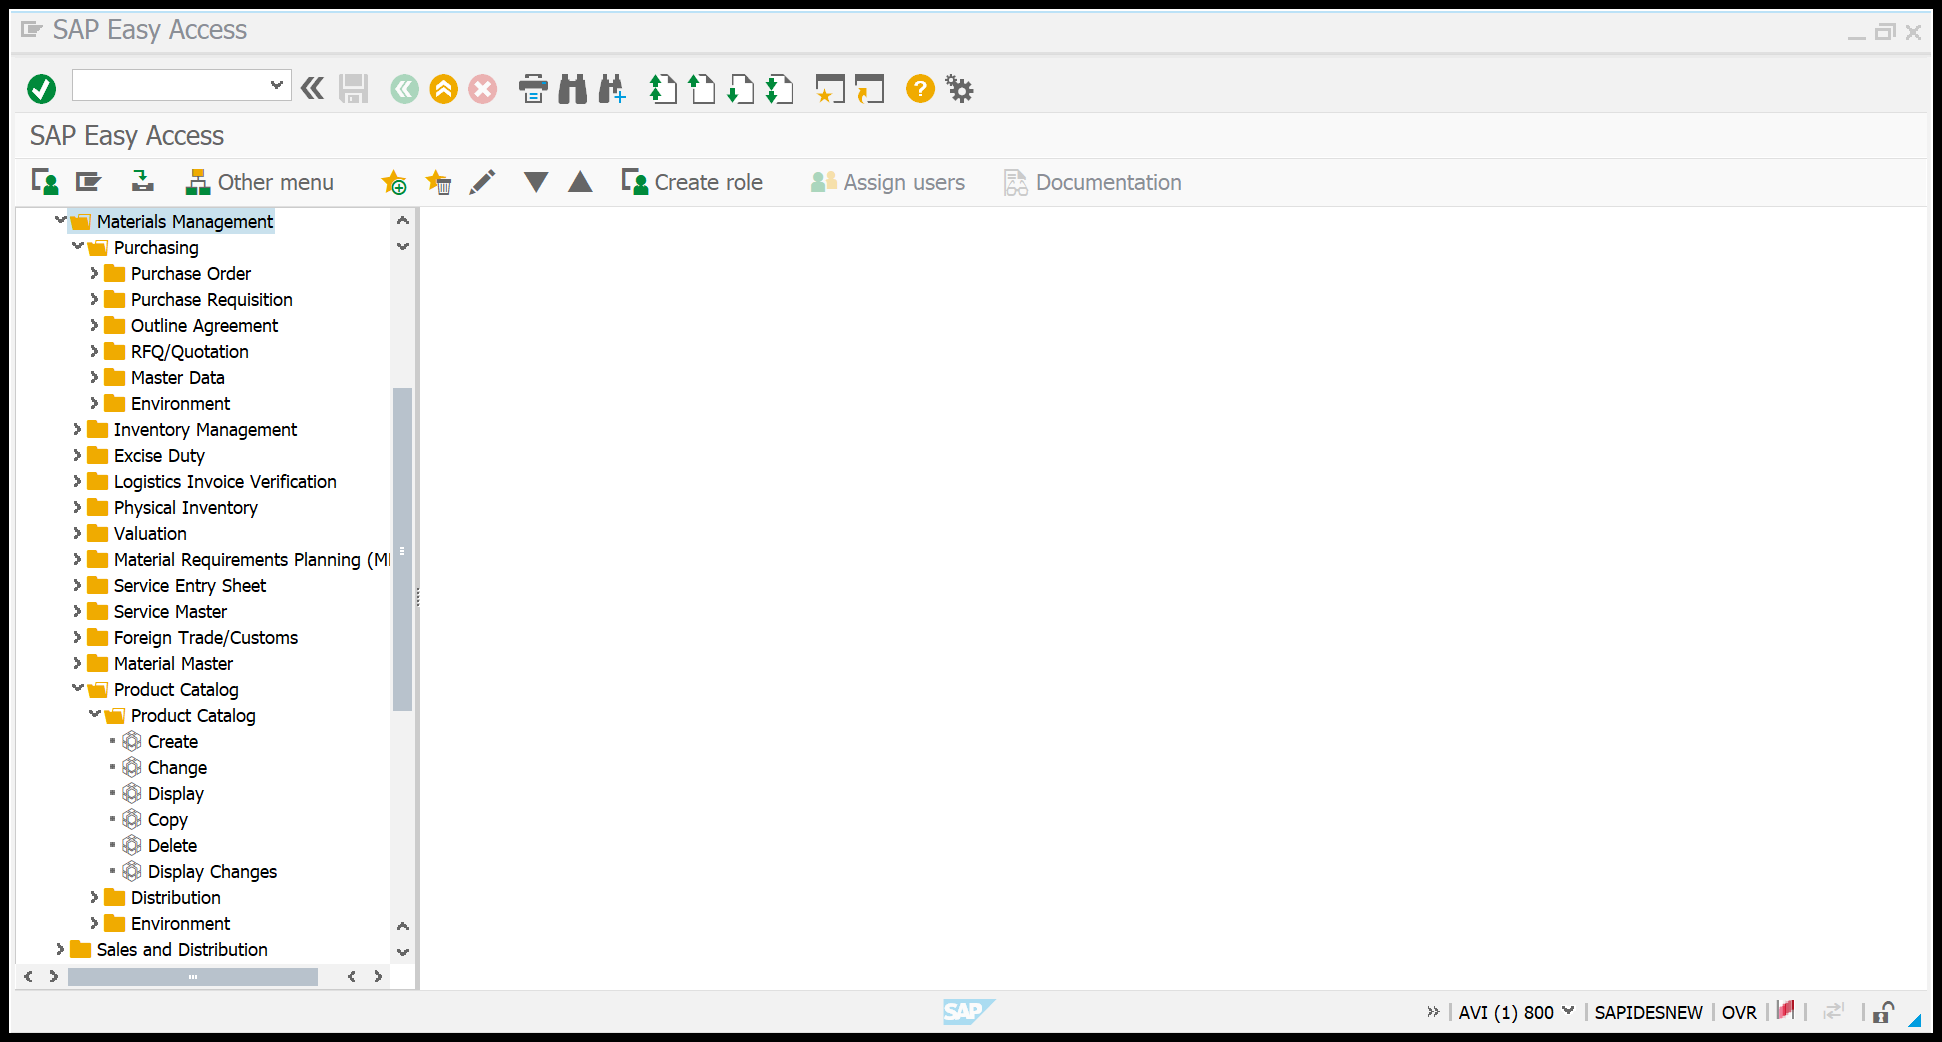 SAP Easy Access
SAP Easy Access
Other menu Create role Assign users Documentation
Materials Management
Purchasing
Purchase Order
Purchase Requisition
Outline Agreement
RFQ/Quotation
Master Data
Environment
Inventory Management
Excise Duty
Logistics Invoice Verification
Physical Inventory
Valuation
Material Requirements Planning (M
Service Entry Sheet
Service Master
Foreign Trade/Customs
Material Master
Product Catalog
Product Catalog
Create
Change
Display
Copy
Delete
Display Changes
Distribution
Environment
Sales and Distribution
SAP AVI (1) 800 SAPIDESNEW OVR